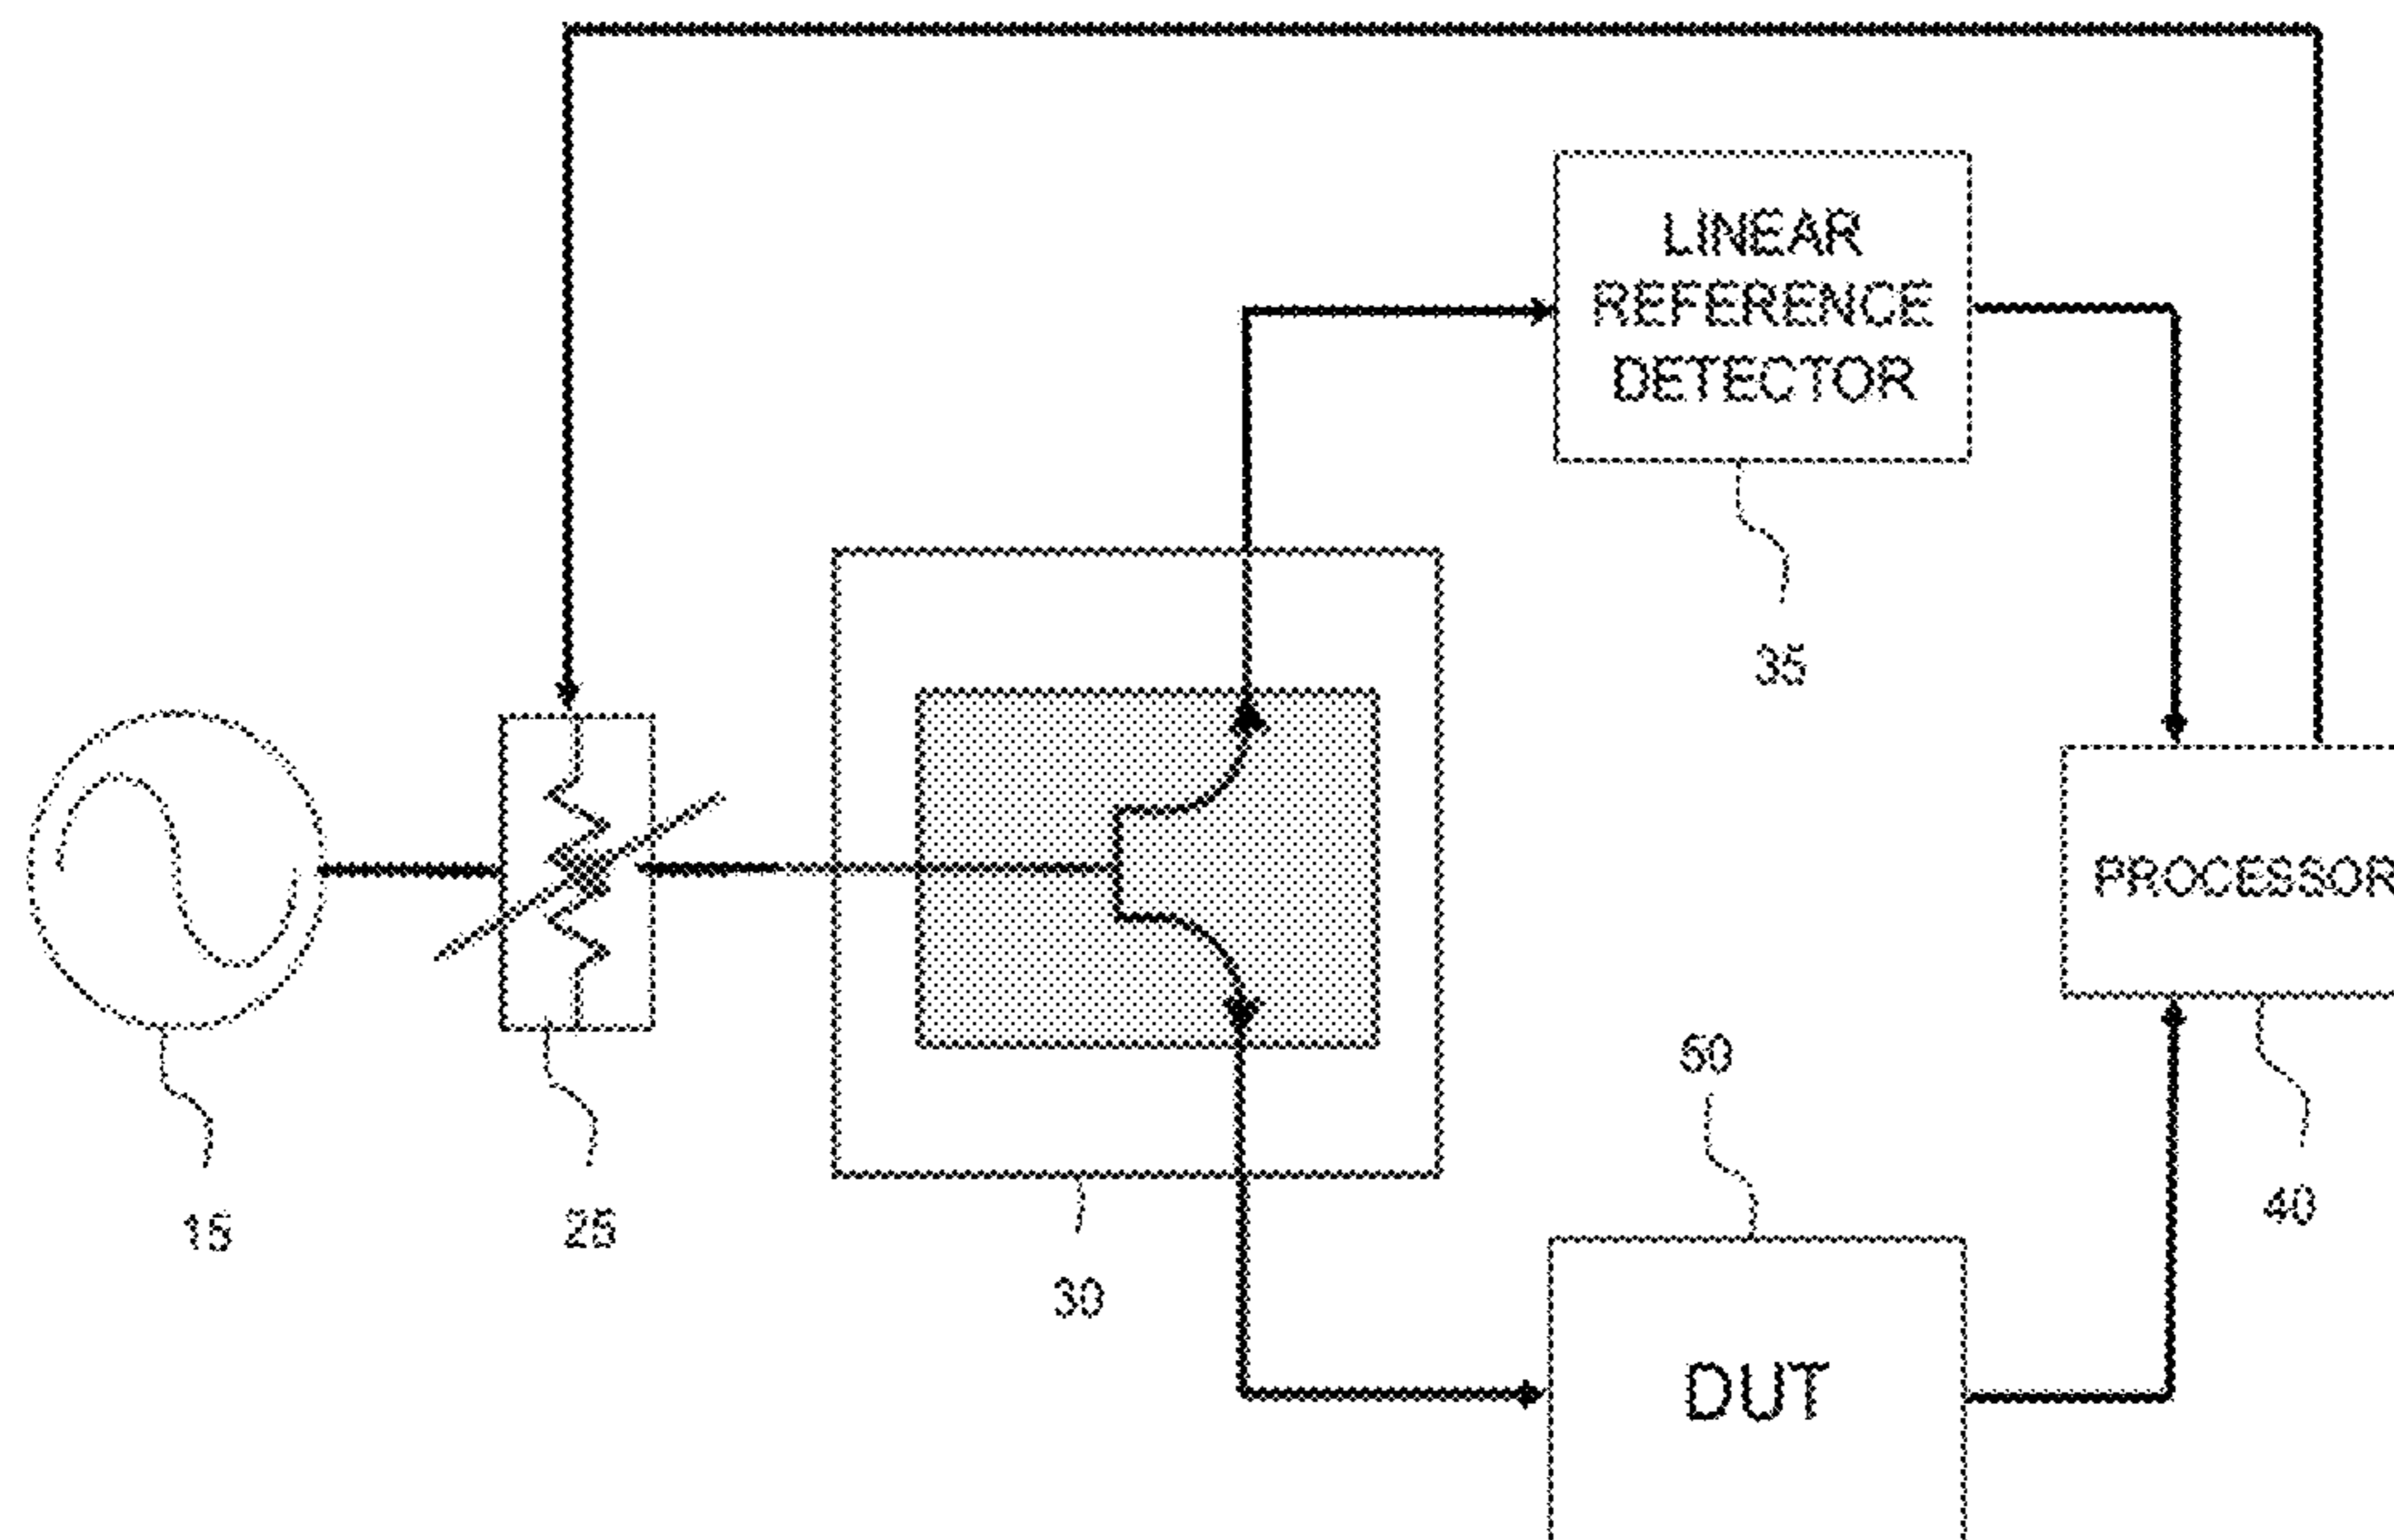 LINEAR
REFERENCE
DETECTOR
35
PROCESSOR
50
15
25
40
30
DUT